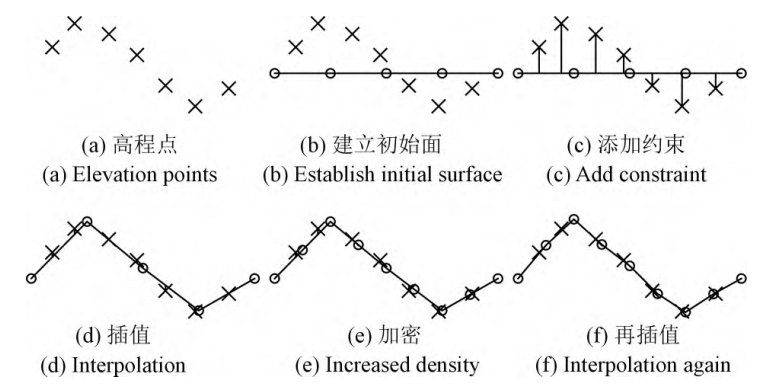 (a) 高程点
(b) 建立初始面
(c) 添加约束
(a) Elevation points
(b) Establish initial surface
(c) Add constraint
(d) 插值
(e) 加密
(f) 再插值
(d) Interpolation
(e) Increased density
(f) Interpolation again